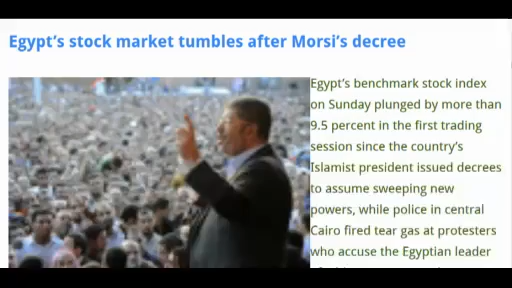 Egypt's stock market tumbles after Morsi's decree
Egypt's benchmark stock index
on Sunday plunged by more than
9.5 percent in the first trading
session since the country's
Islamist president issued decrees
to assume sweeping new
powers, while police in central
Cairo fired tear gas at protesters
who accuse the Egyptian leader